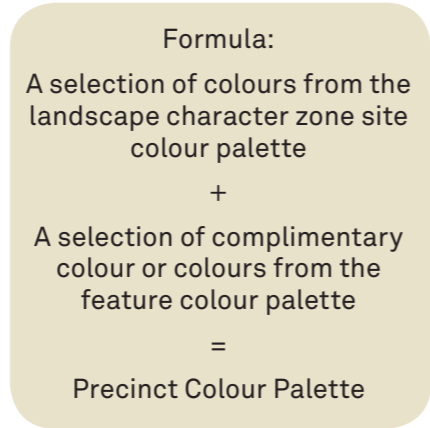 Formula:
A selection of colours from the
landscape character zone site
colour palette
+
A selection of complimentary
colour or colours from the
feature colour palette
=
Precinct Colour Palette